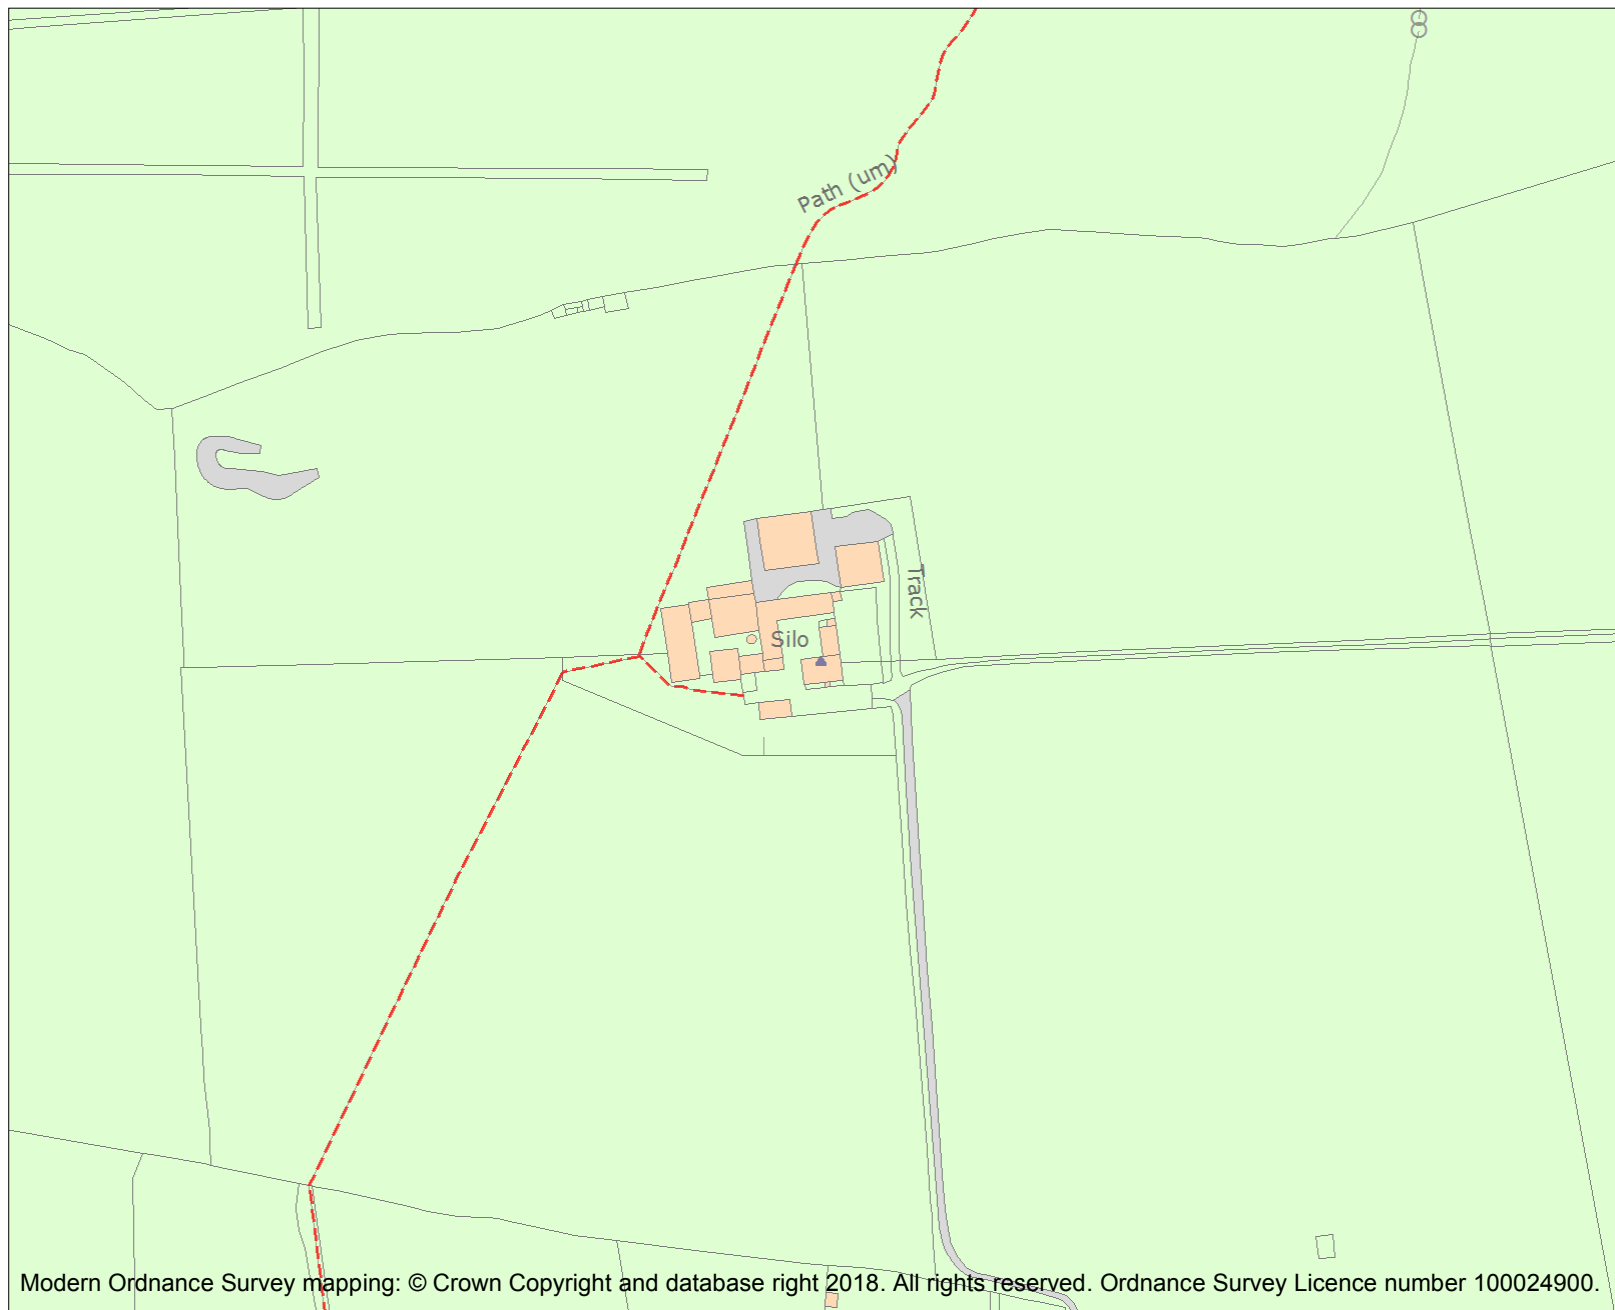 Path (um)
Track
Silo
Modern Ordnance Survey mapping: © Crown Copyright and database right 2018. All rights reserved. Ordnance Survey Licence number 100024900.